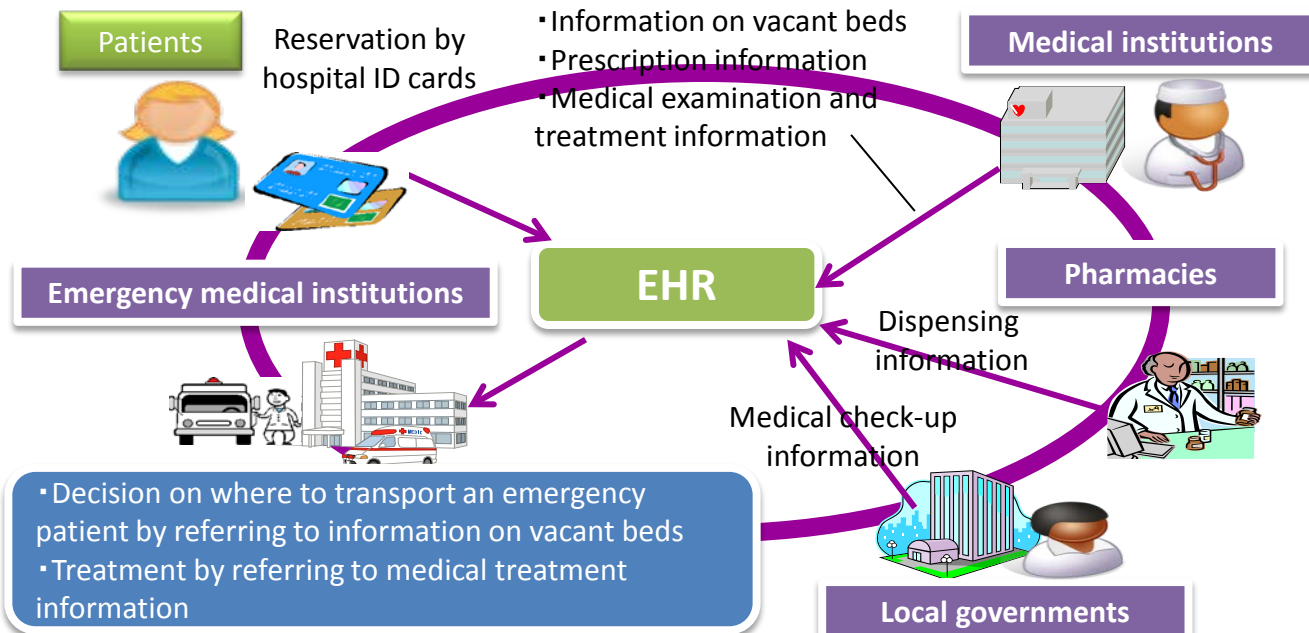 Patients
Reservation by
hospital ID cards
・Information on vacant beds
・Prescription information
・Medical examination and
treatment information
Medical institutions
Emergency medical institutions
EHR
Pharmacies
Dispensing
information
Medical check-up
information
・Decision on where to transport an emergency
patient by referring to information on vacant beds
・Treatment by referring to medical treatment
information
Local governments